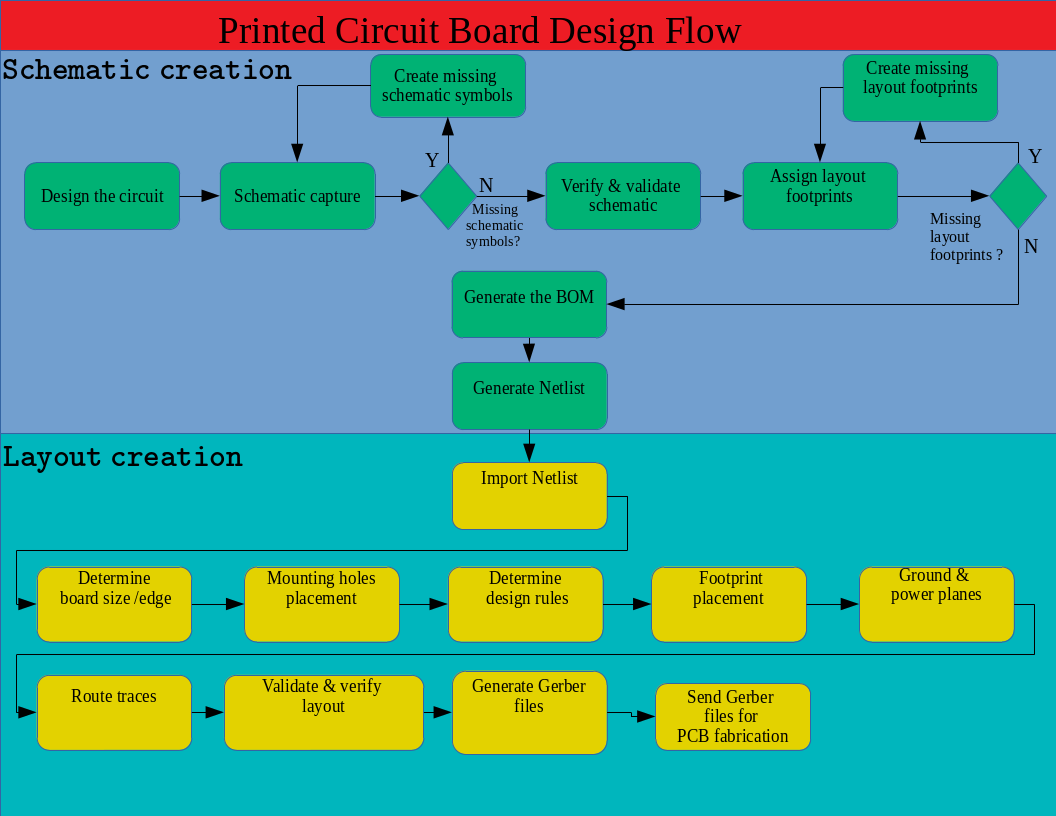 Printed Circuit Board Design Flow
Schematic creation
Create missing
schematic symbols
Create missing
layout footprints
Design the circuit
Schematic capture
Y
N
Missing
schematic
symbols?
Verify & validate
schematic
Assign layout
footprints
Y
Missing
layout
footprints ?
N
Generate the BOM
Generate Netlist
Layout creation
Import Netlist
Determine
board size /edge
Mounting holes
placement
Determine
design rules
Footprint
placement
Ground &
power planes
Route traces
Validate & verify
layout
Generate Gerber
files
Send Gerber
files for
PCB fabrication